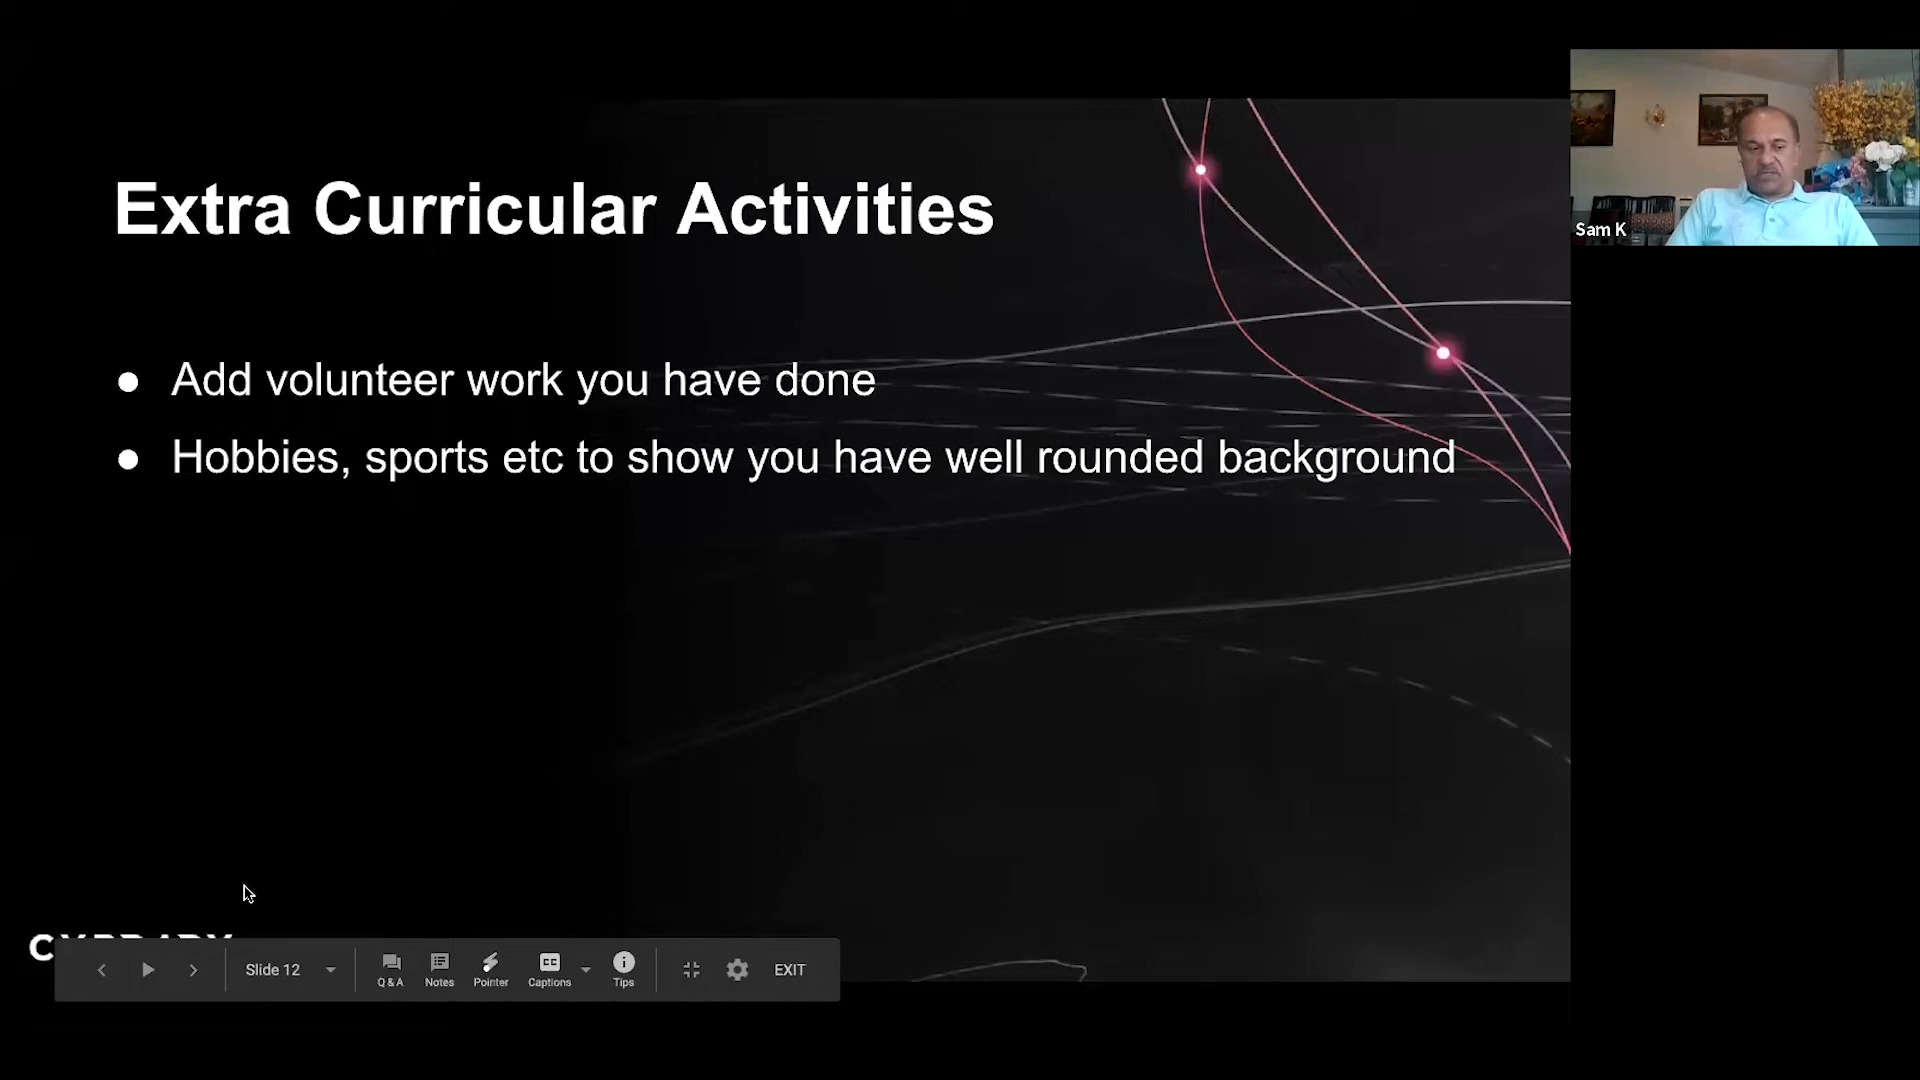 Extra Curricular Activities
Add volunteer work you have done
Hobbies, sports etc to show you have well rounded background
Sam K
Slide 12
Q & A
Notes
Pointer
Captions
Tips
EXIT